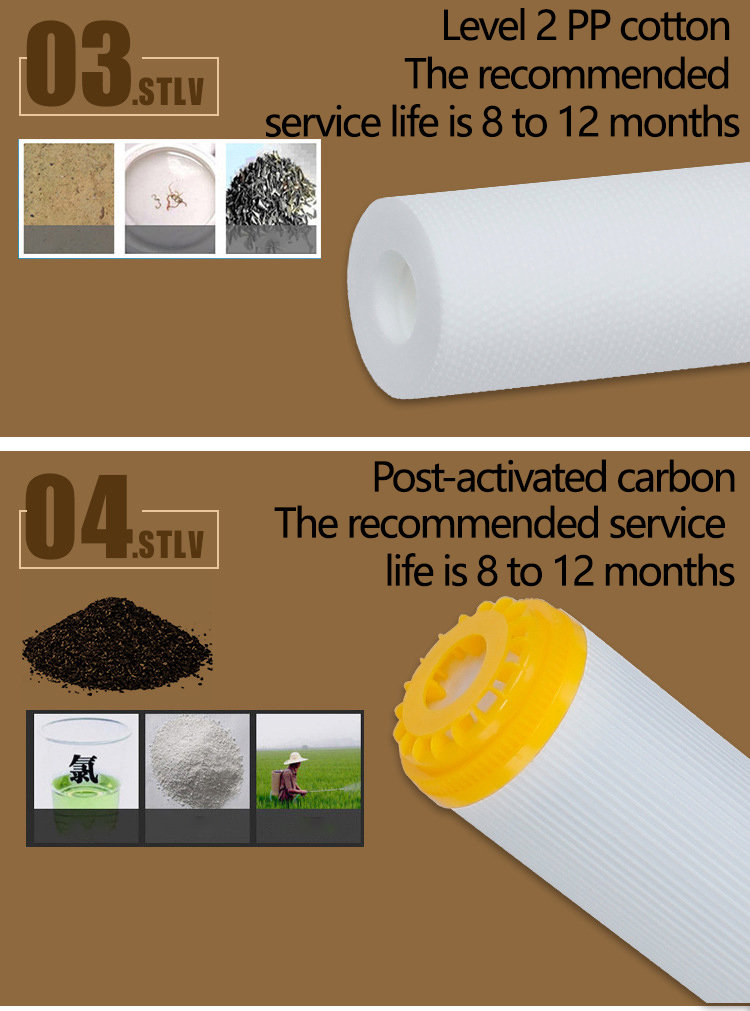 03.STLV
Level 2 PP cotton
The recommended
service life is 8 to 12 months
04.STLV
Post-activated carbon
The recommended service
life is 8 to 12 months
氯